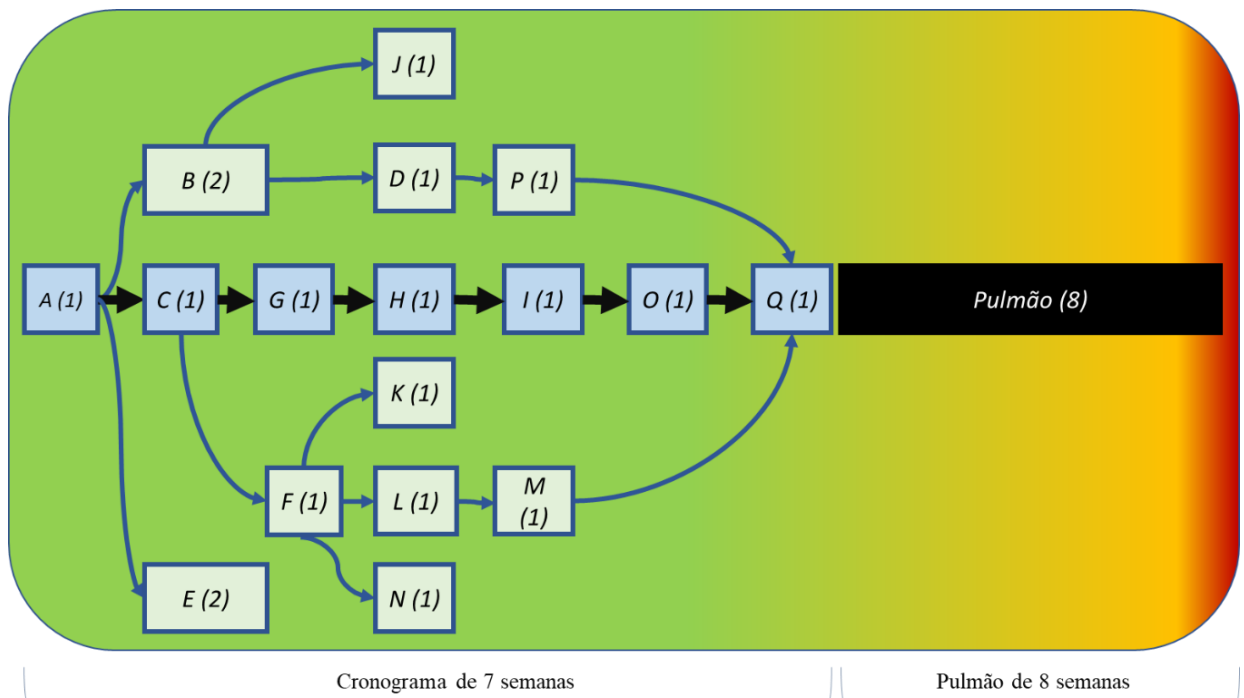 J (1)
B (2)
D (1)
P (1)
A (1)
C (1)
G (1)
H (1)
I (1)
O (1)
Q (1)
Pulmão (8)
K (1)
F (1)
L (1)
M
(1)
E (2)
N (1)
Cronograma de 7 semanas
Pulmão de 8 semanas